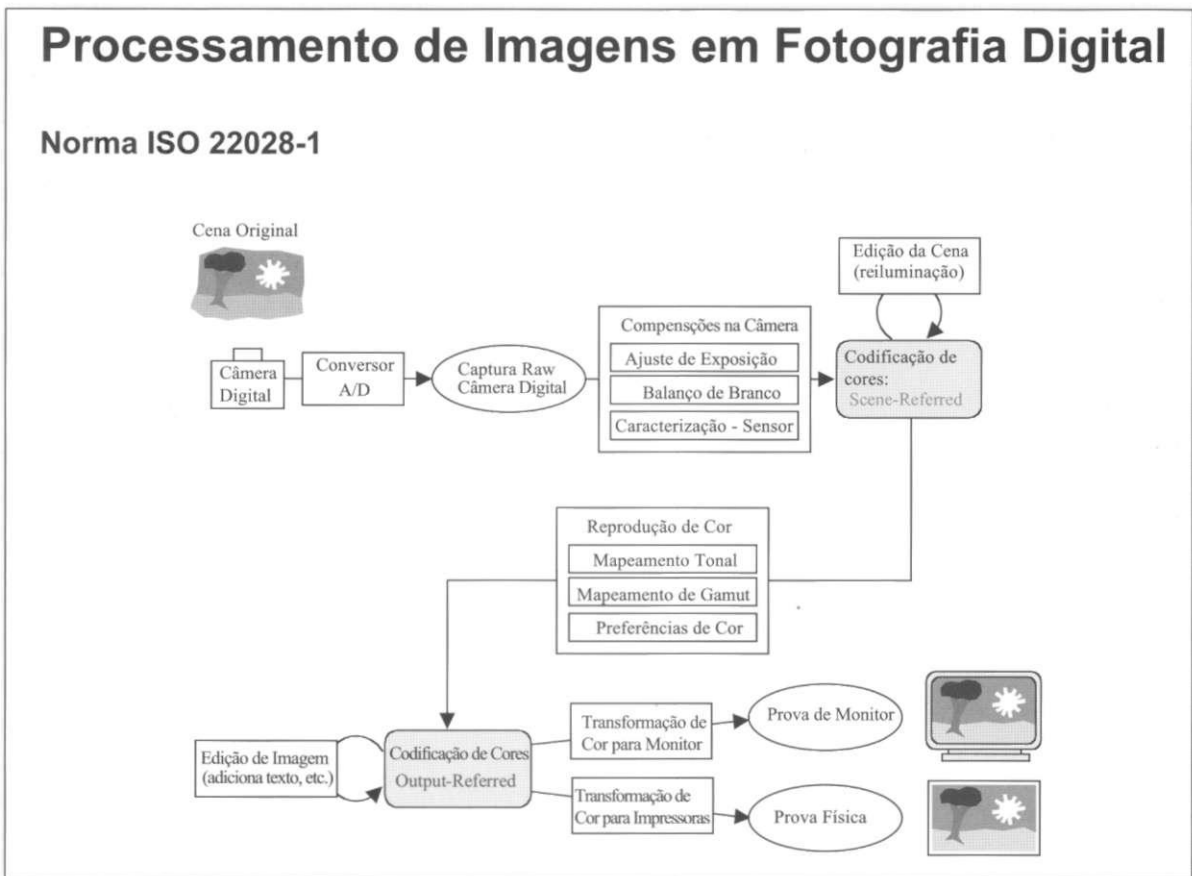 Processamento de Imagens em Fotografia Digital
Norma ISO 22028-1
Cena Original
Câmera
Digital
Conversor
A/D
Captura Raw
Câmera Digital
Compensções na Câmera
Ajuste de Exposição
Balanço de Branco
Caracterização - Sensor
Edição da Cena
(reiluminação)
Codificação de
cores:
Scene-Referred
Reprodução de Cor
Mapeamento Tonal
Mapeamento de Gamut
Preferências de Cor
Edição de Imagem
(adiciona texto, etc.)
Codificação de Cores
Output-Referred
Transformação de
Cor para Monitor
Prova de Monitor
Transformação de
Cor para Impressoras
Prova Física